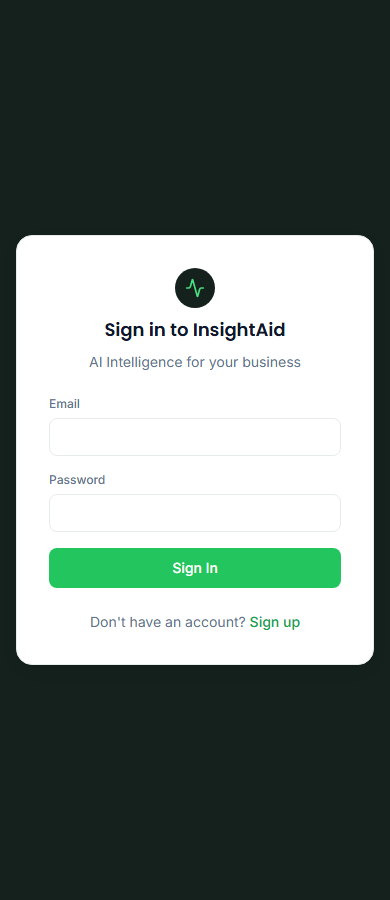 Sign in to InsightAid
AI Intelligence for your business
Email
Password
Sign In
Don't have an account? Sign up